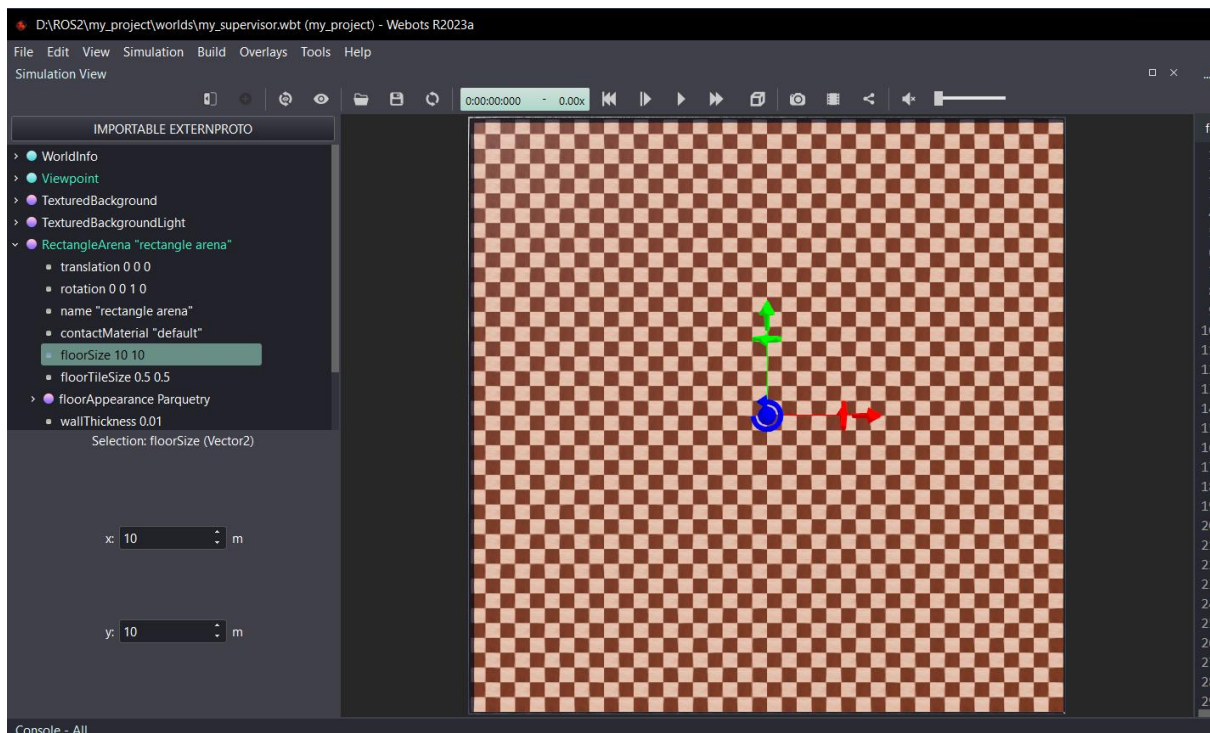 D:\ROS2\my_project\worlds\my_supervisor.wbt (my_project) - Webots R2023a
File Edit View Simulation Build Overlays Tools Help
Simulation View
0:00:00:000 - 0.00x
IMPORTABLE EXTERNPROTO
WorldInfo
Viewpoint
TexturedBackground
TexturedBackgroundLight
RectangleArena "rectangle arena"
translation 0 0 0
rotation 0 0 1 0
name "rectangle arena"
contactMaterial "default"
floorSize 10 10
floorTileSize 0.5 0.5
floorAppearance Parquetry
wallThickness 0.01
Selection: floorSize (Vector2)
x: 10 m
y: 10 m
Console - All